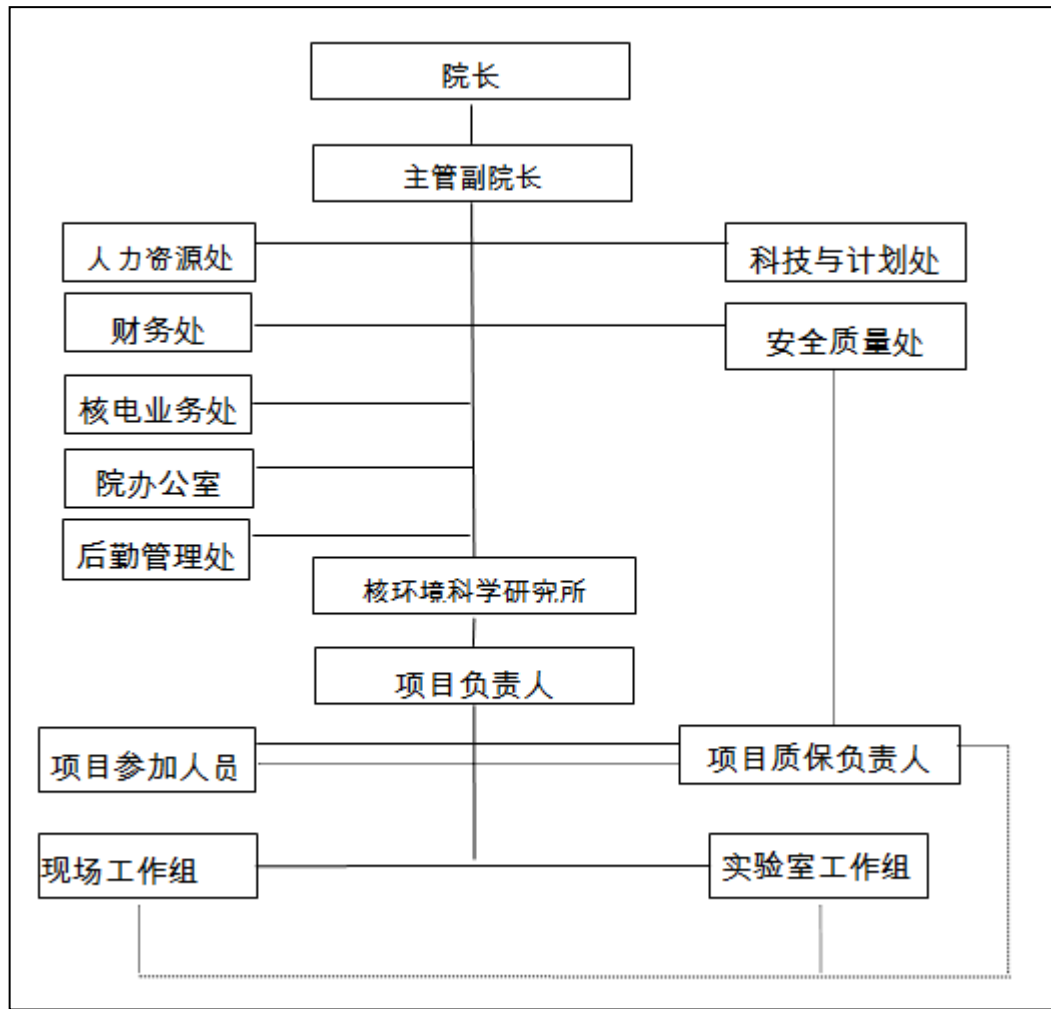 院长
主管副院长
人力资源处
科技与计划处
财务处
安全质量处
核电业务处
院办公室
后勤管理处
核环境科学研究所
项目负责人
项目参加人员
项目质保负责人
现场工作组
实验室工作组